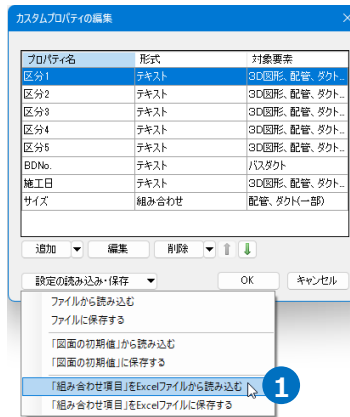 カスタムプロパティの編集
プロパティ名 形式 対象要素
区分1 テキスト 3D図形、配管、ダクト...
区分2 テキスト 3D図形、配管、ダクト...
区分3 テキスト 3D図形、配管、ダクト...
区分4 テキスト 3D図形、配管、ダクト...
区分5 テキスト 3D図形、配管、ダクト...
BDNo. テキスト バスダクト
施工日 テキスト 3D図形、配管、ダクト...
サイズ 組み合わせ 配管、ダクト(一部)
追加 編集 削除
設定の読み込み・保存 OK キャンセル
ファイルから読み込む
ファイルに保存する
「図面の初期値」から読み込む
「図面の初期値」に保存する
「組み合わせ項目」をExcelファイルから読み込む 1
「組み合わせ項目」をExcelファイルに保存する